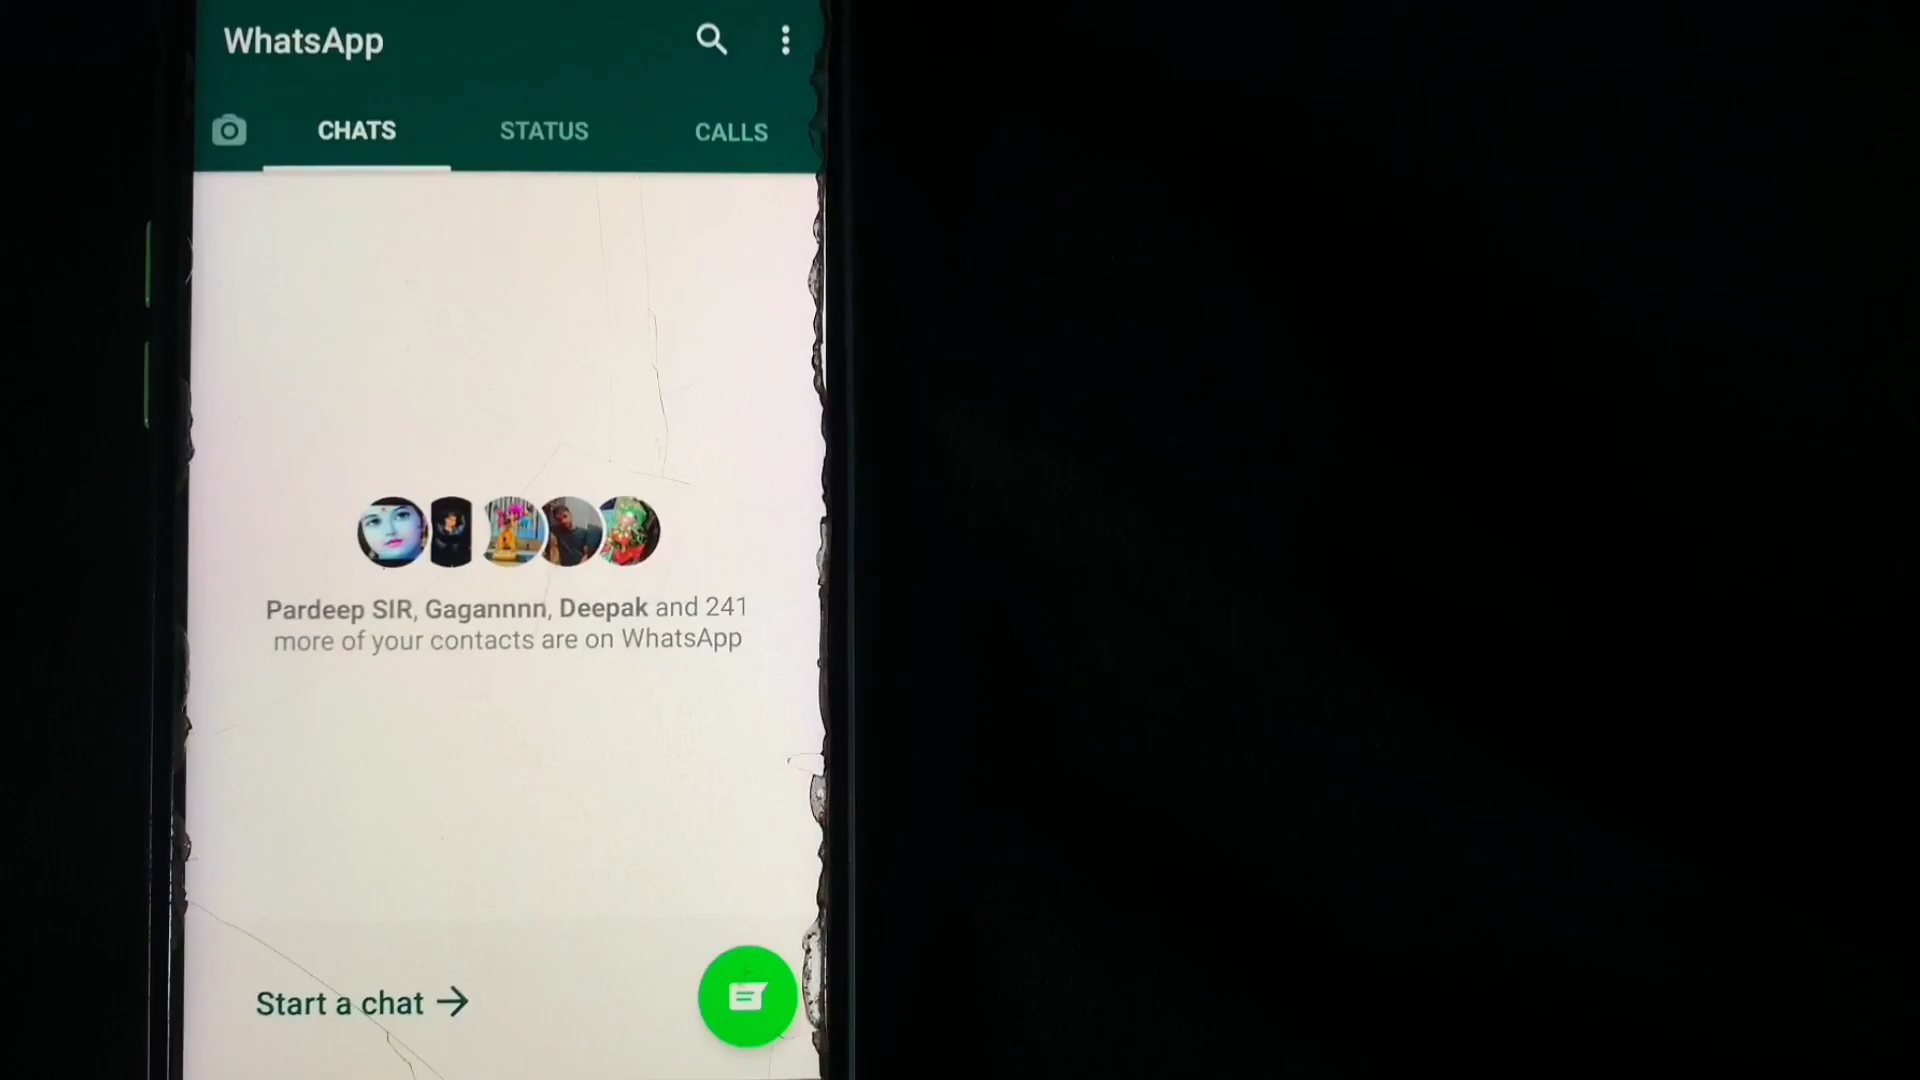 WhatsApp
CHATS
STATUS
CALLS
Pardeep SIR, Gagannnn, Deepak and 241
more of your contacts are on WhatsApp
Start a chat